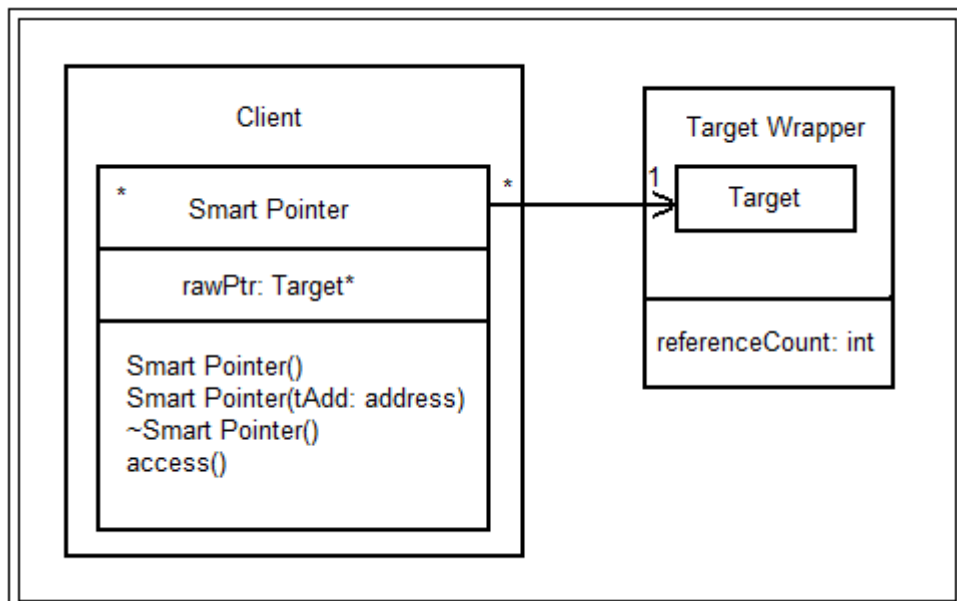 Client
*
Smart Pointer
rawPtr: Target*
Smart Pointer()
Smart Pointer(tAdd: address)
~Smart Pointer()
access()
*
1
Target Wrapper
Target
referenceCount: int